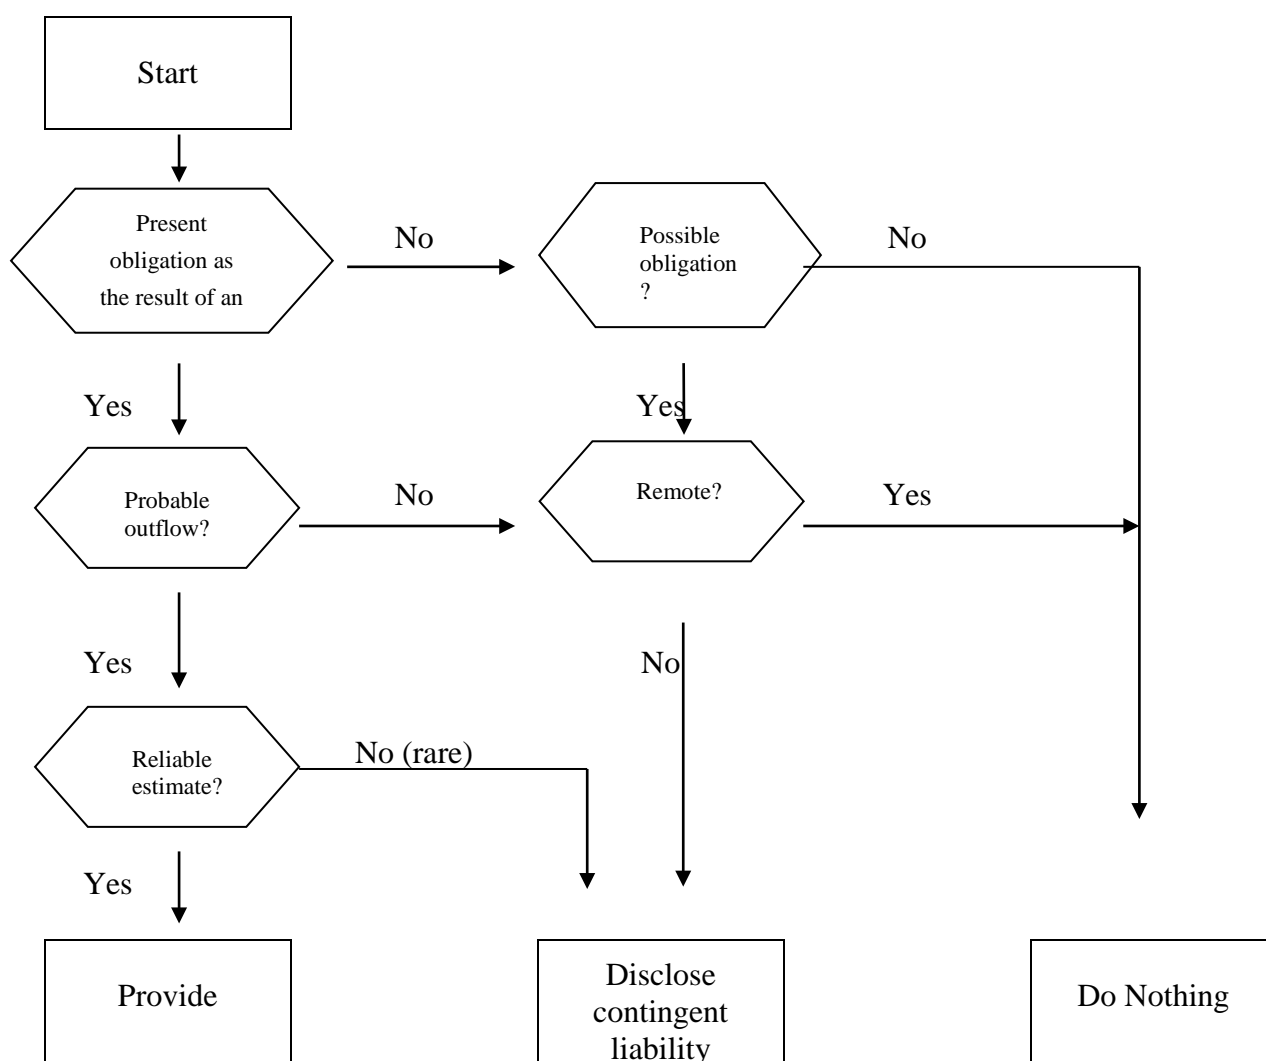 Start
Present
obligation as
the result of an
No
Possible
obligation
?
No
Yes
Yes
Probable
outflow?
No
Remote?
Yes
Yes
No
Reliable
estimate?
No (rare)
Yes
Provide
Disclose
contingent
liability
Do Nothing